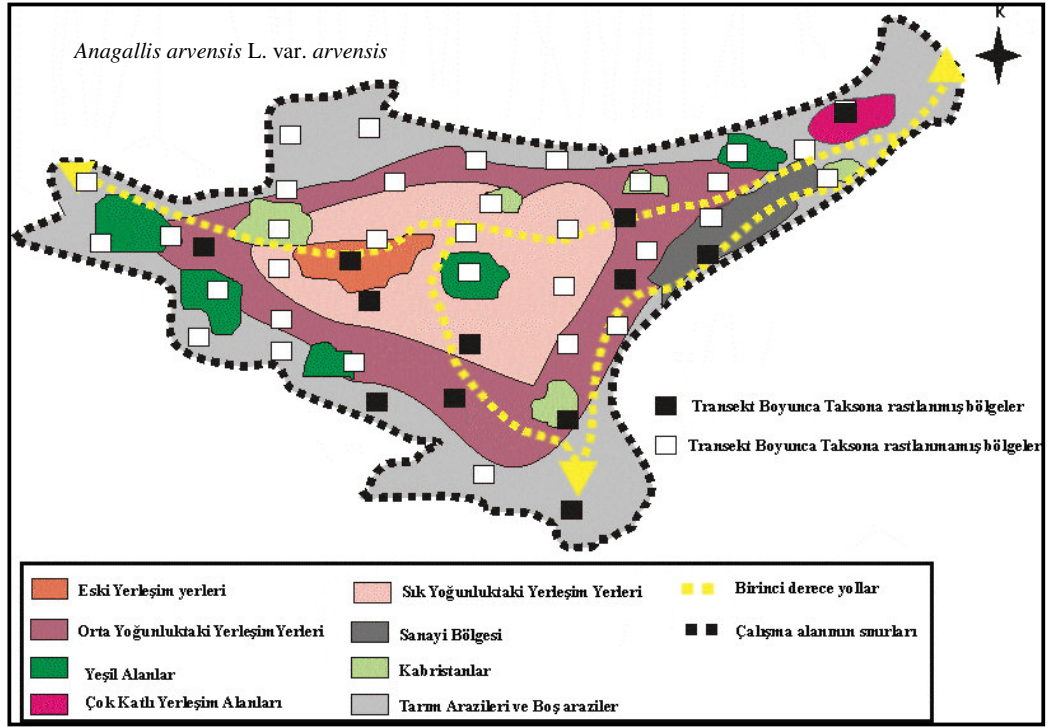 K
Anagallis arvensis L. var. arvensis
Transekt Boyunca Taksona rastlanmış bölgeler
Transekt Boyunca Taksona rastlanmamış bölgeler
Eski Yerleşim yerleri
Sık Yoğunluktaki Yerleşim Yerleri
Birinci derece yollar
Orta Yoğunluktaki Yerleşim Yerleri
Sanayi Bölgesi
Çalışma alanının sınırları
Yeşil Alanlar
Kabristanlar
Çok Katlı Yerleşim Alanları
Tarım Arazileri ve Boş araziler